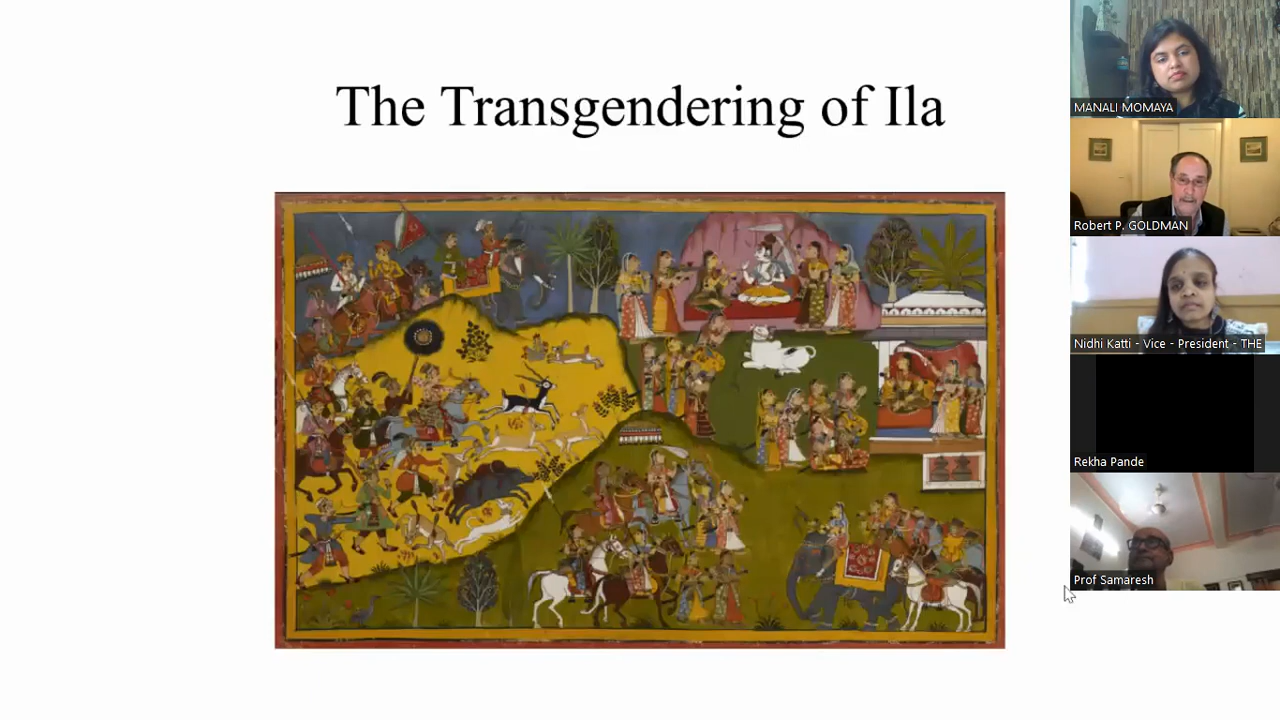 The Transgendering of Ila
MANALI MOMAYA
Robert P. GOLDMAN
Nidhi Katti - Vice - President - THE
Rekha Pande
Prof Samaresh